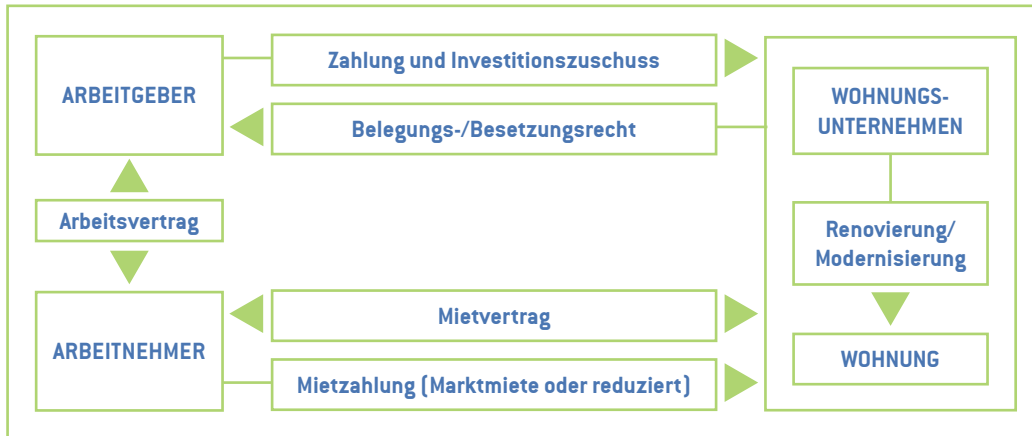 Zahlung und Investitionszuschuss
ARBEITGEBER
WOHNUNGS-
UNTERNEHMEN
Belegungs-/Besetzungsrecht
Arbeitsvertrag
Renovierung/
Modernisierung
Mietvertrag
ARBEITNEHMER
WOHNUNG
Mietzahlung (Marktmiete oder reduziert)